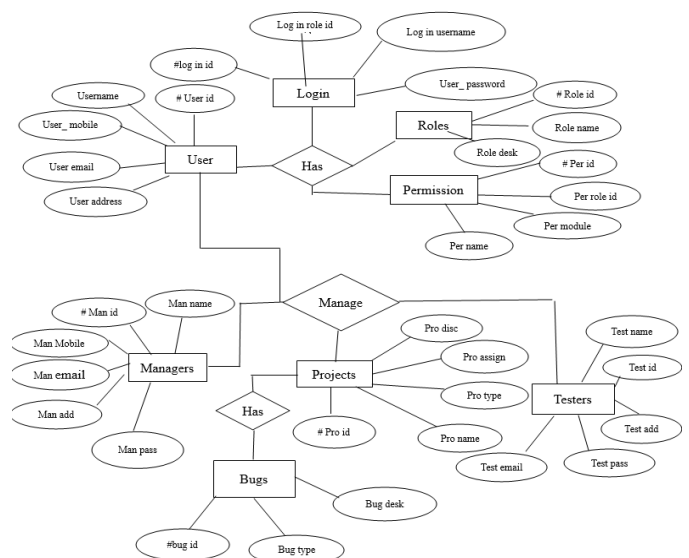 Log in role id
Log in username
#log in id
Login
User_ password
Username
# User id
# Role id
User_ mobile
Roles
Role name
User
Has
Role desk
User email
# Per id
User address
Permission
Per role id
Per module
Per name
Man name
# Man id
Manage
Man Mobile
Pro disc
Test name
Man email
Managers
Pro assign
Test id
Projects
Pro type
Testers
Man add
Has
# Pro id
Pro name
Test add
Man pass
Test email
Test pass
Bugs
Bug desk
#bug id
Bug type